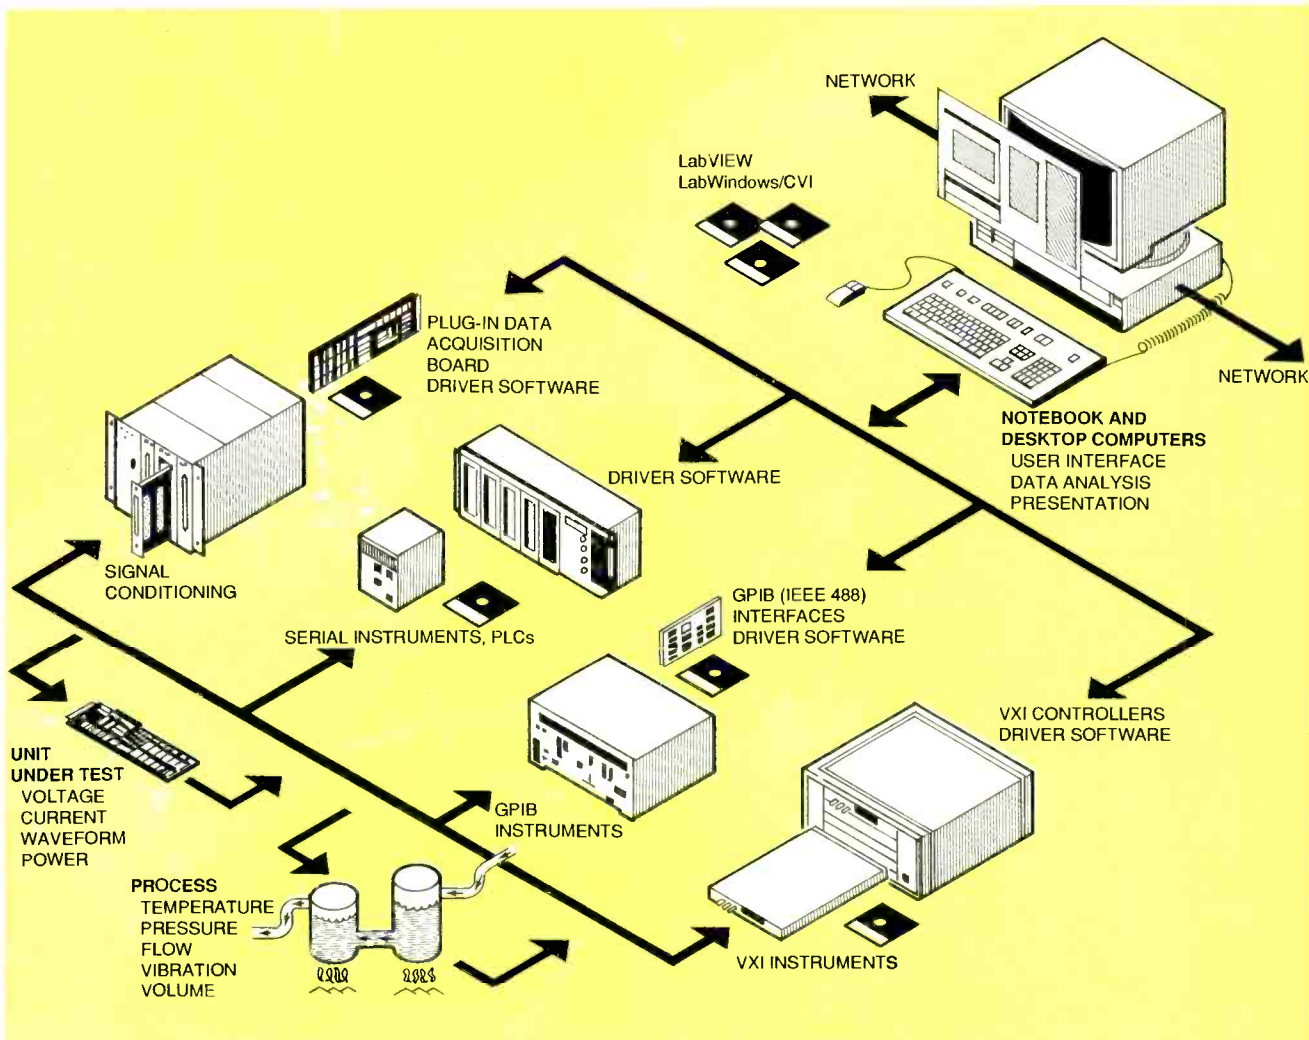 NETWORK
LabVIEW
LabWindows/CVI
PLUG-IN DATA
ACQUISITION
BOARD
DRIVER SOFTWARE
NETWORK
NOTEBOOK AND
DESKTOP COMPUTERS
USER INTERFACE
DATA ANALYSIS
PRESENTATION
DRIVER SOFTWARE
SIGNAL
CONDITIONING
SERIAL INSTRUMENTS, PLCs
GPIB (IEEE 488)
INTERFACES
DRIVER SOFTWARE
VXI CONTROLLERS
DRIVER SOFTWARE
UNIT
UNDER TEST
VOLTAGE
CURRENT
WAVEFORM
POWER
GPIB
INSTRUMENTS
PROCESS
TEMPERATURE
PRESSURE
FLOW
VIBRATION
VOLUME
VXI INSTRUMENTS